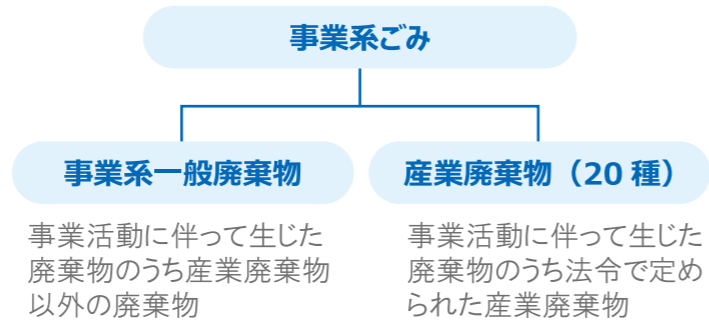 事業系ごみ
事業系一般廃棄物
事業活動に伴って生じた
廃棄物のうち産業廃棄物
以外の廃棄物
産業廃棄物（20 種）
事業活動に伴って生じた
廃棄物のうち法令で定め
られた産業廃棄物